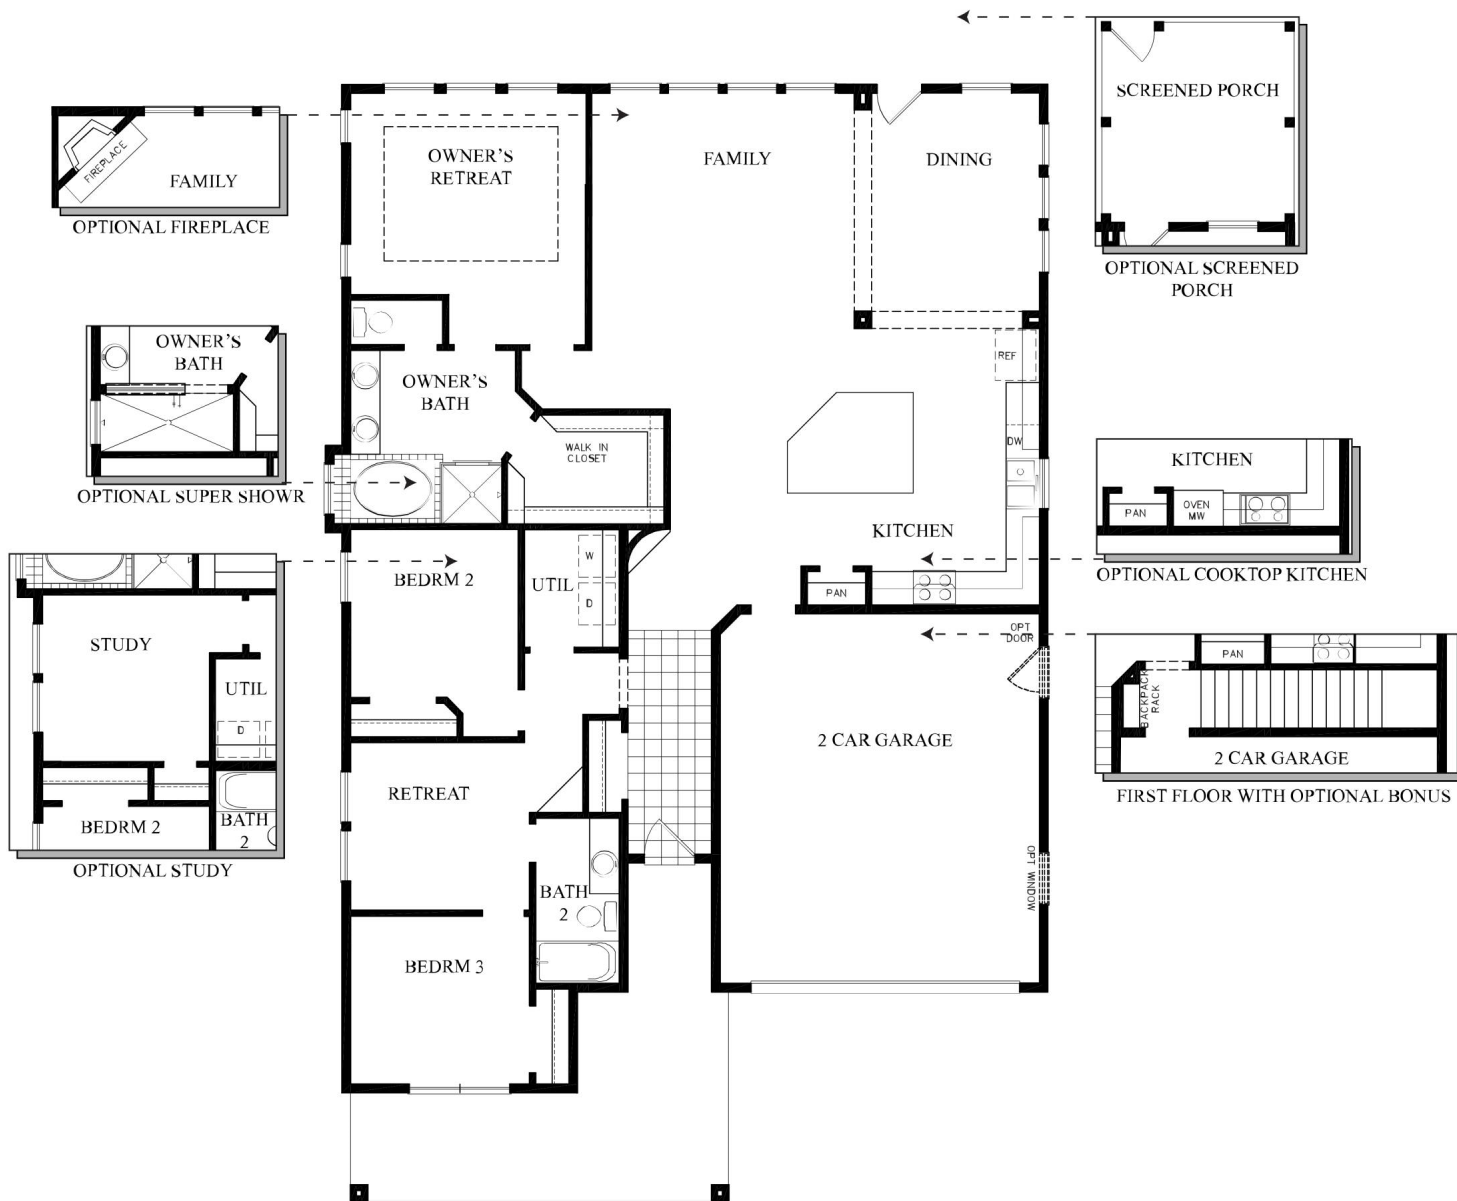 SCREENED PORCH
OPTIONAL SCREENED
PORCH
FIREPLACE
FAMILY
OPTIONAL FIREPLACE
OWNER'S
RETREAT
FAMILY
DINING
OWNER'S
BATH
OPTIONAL SUPER SHOWR
OWNER'S
BATH
WALK IN
CLOSET
REF
DW
KITCHEN
PAN
KITCHEN
PAN
OVEN
MW
OPTIONAL COOKTOP KITCHEN
STUDY
UTIL
D
BEDRM 2
BATH
2
OPTIONAL STUDY
BEDRM 2
UTIL
W
D
OPT
DOOR
2 CAR GARAGE
OPT WINDOW
PAN
BACKPACK
RACK
2 CAR GARAGE
FIRST FLOOR WITH OPTIONAL BONUS
RETREAT
BATH
2
BEDRM 3